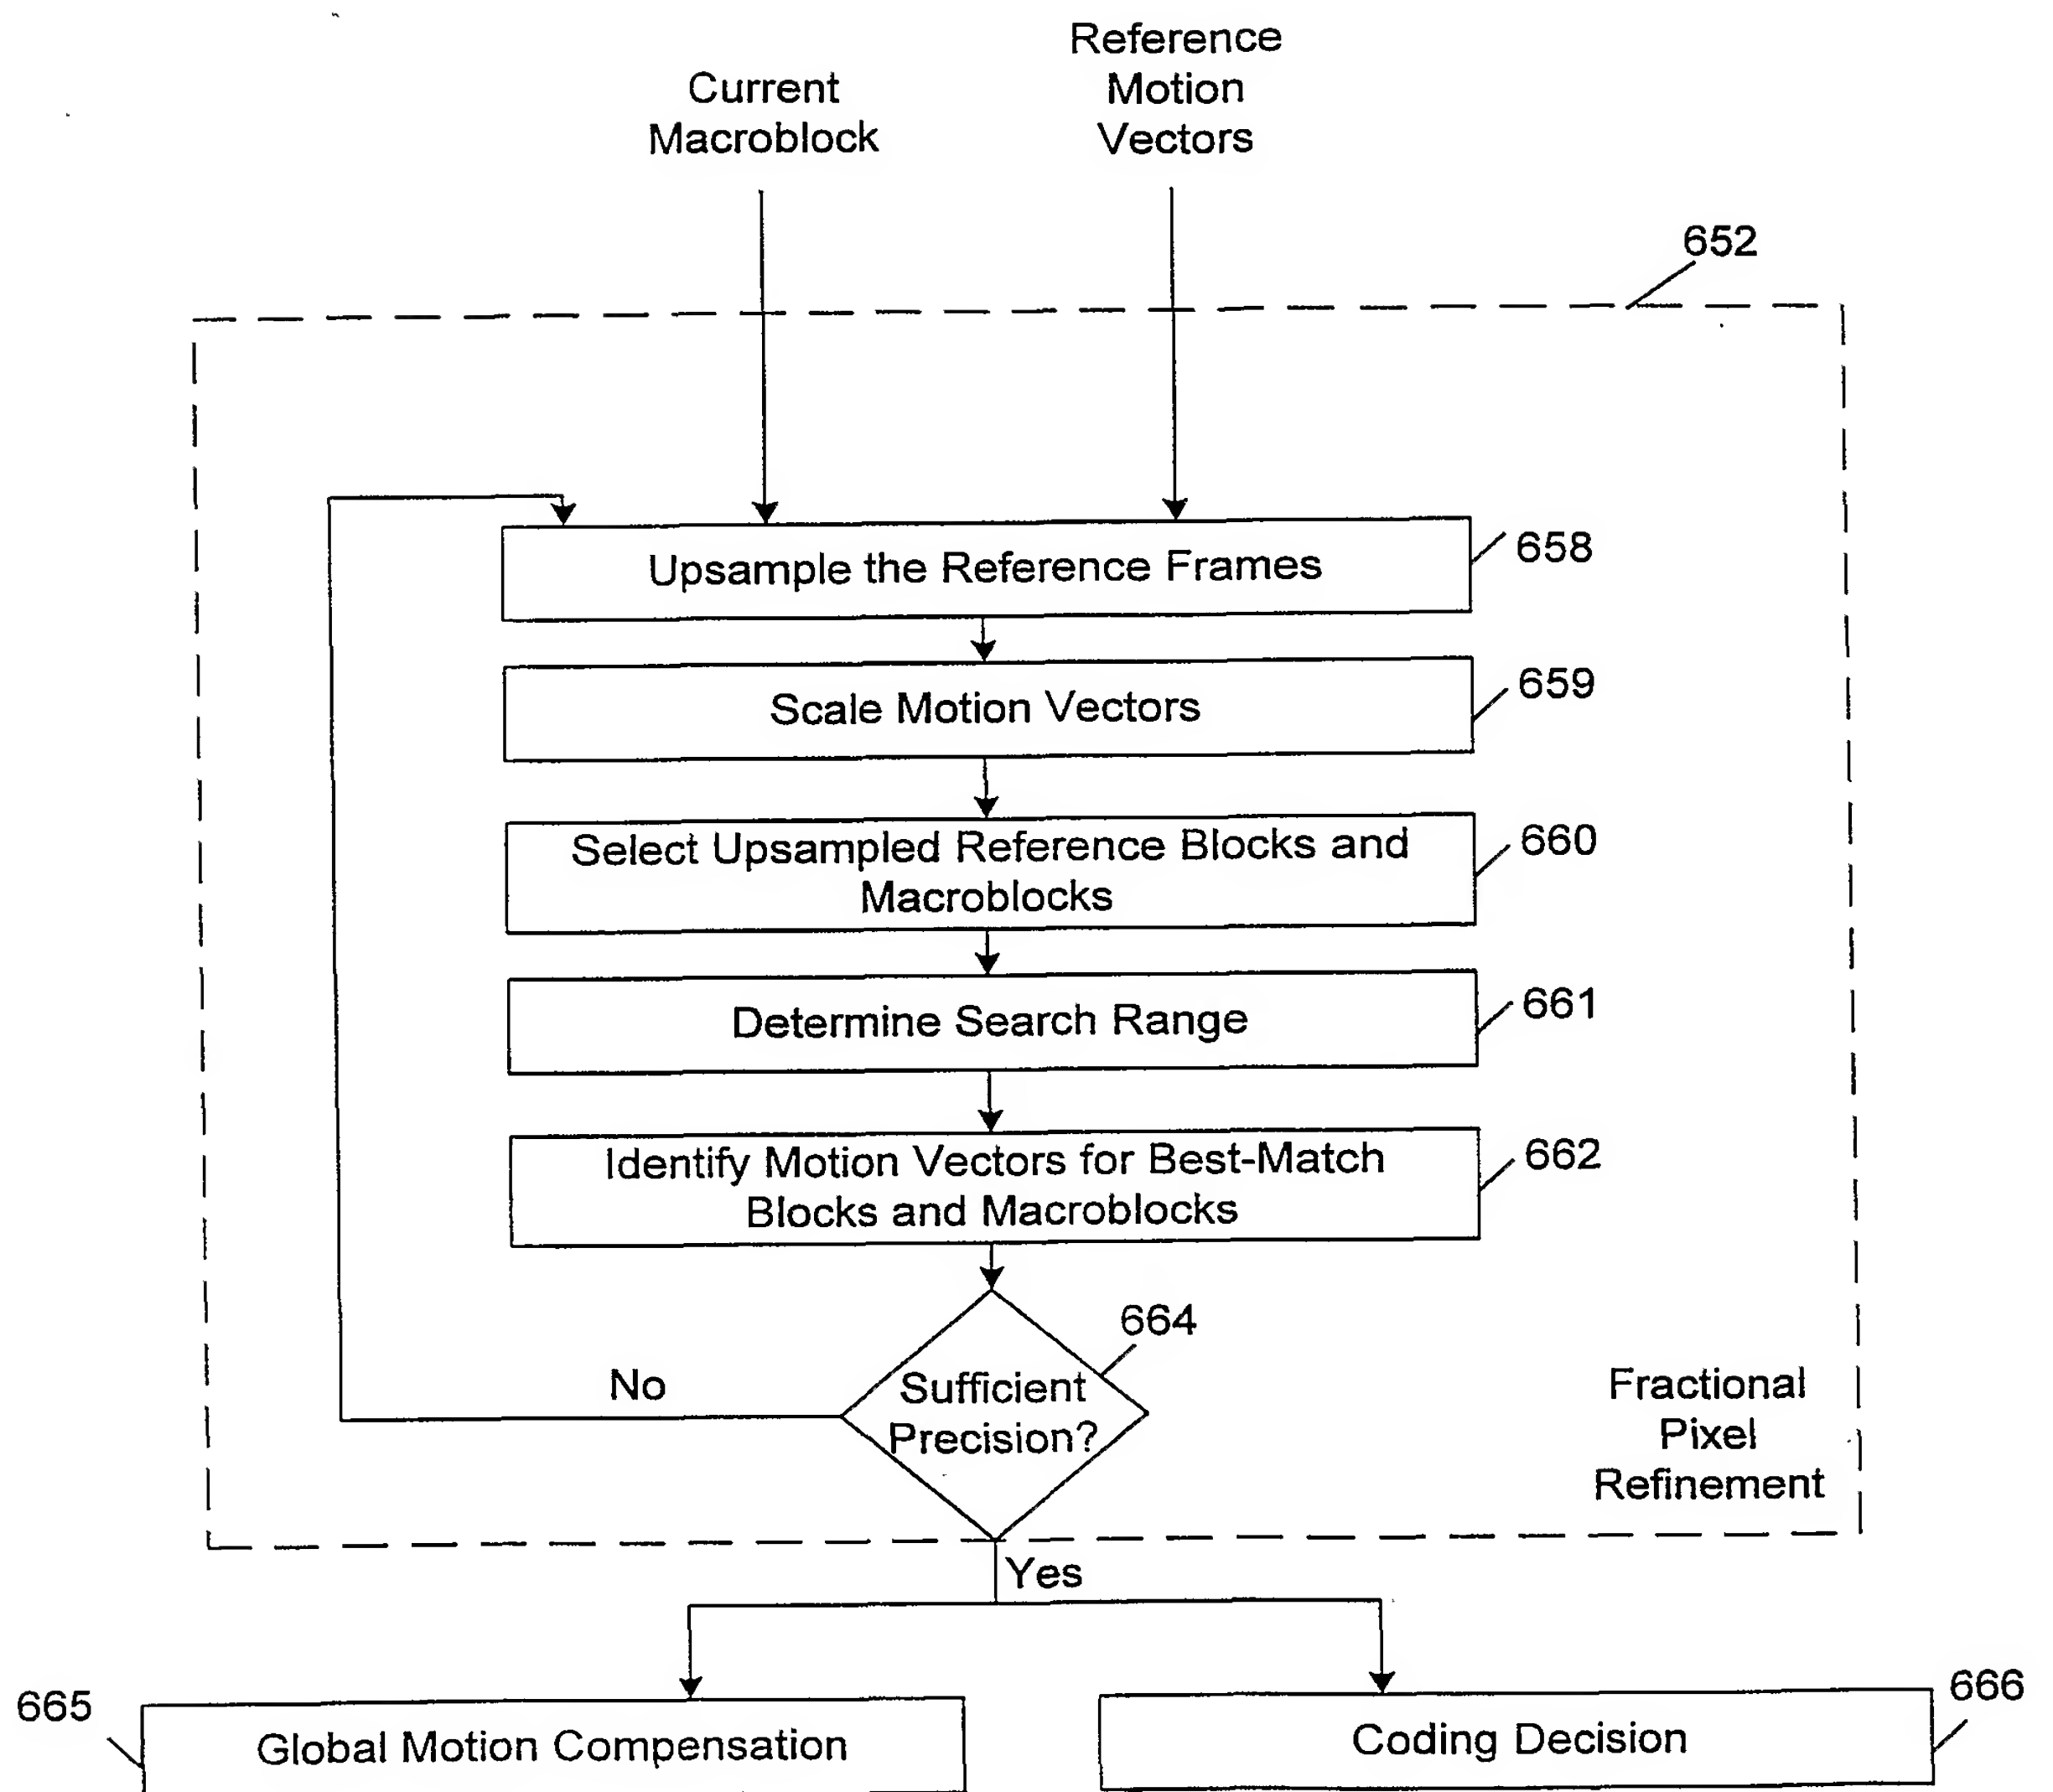 Reference
Motion
Vectors
Current
Macroblock
652
Upsample the Reference Frames
658
Scale Motion Vectors
659
Select Upsampled Reference Blocks and
Macroblocks
660
Determine Search Range
661
Identify Motion Vectors for Best-Match
Blocks and Macroblocks
662
664
No
Sufficient
Precision?
Fractional
Pixel
Refinement
Yes
665
Global Motion Compensation
Coding Decision
666